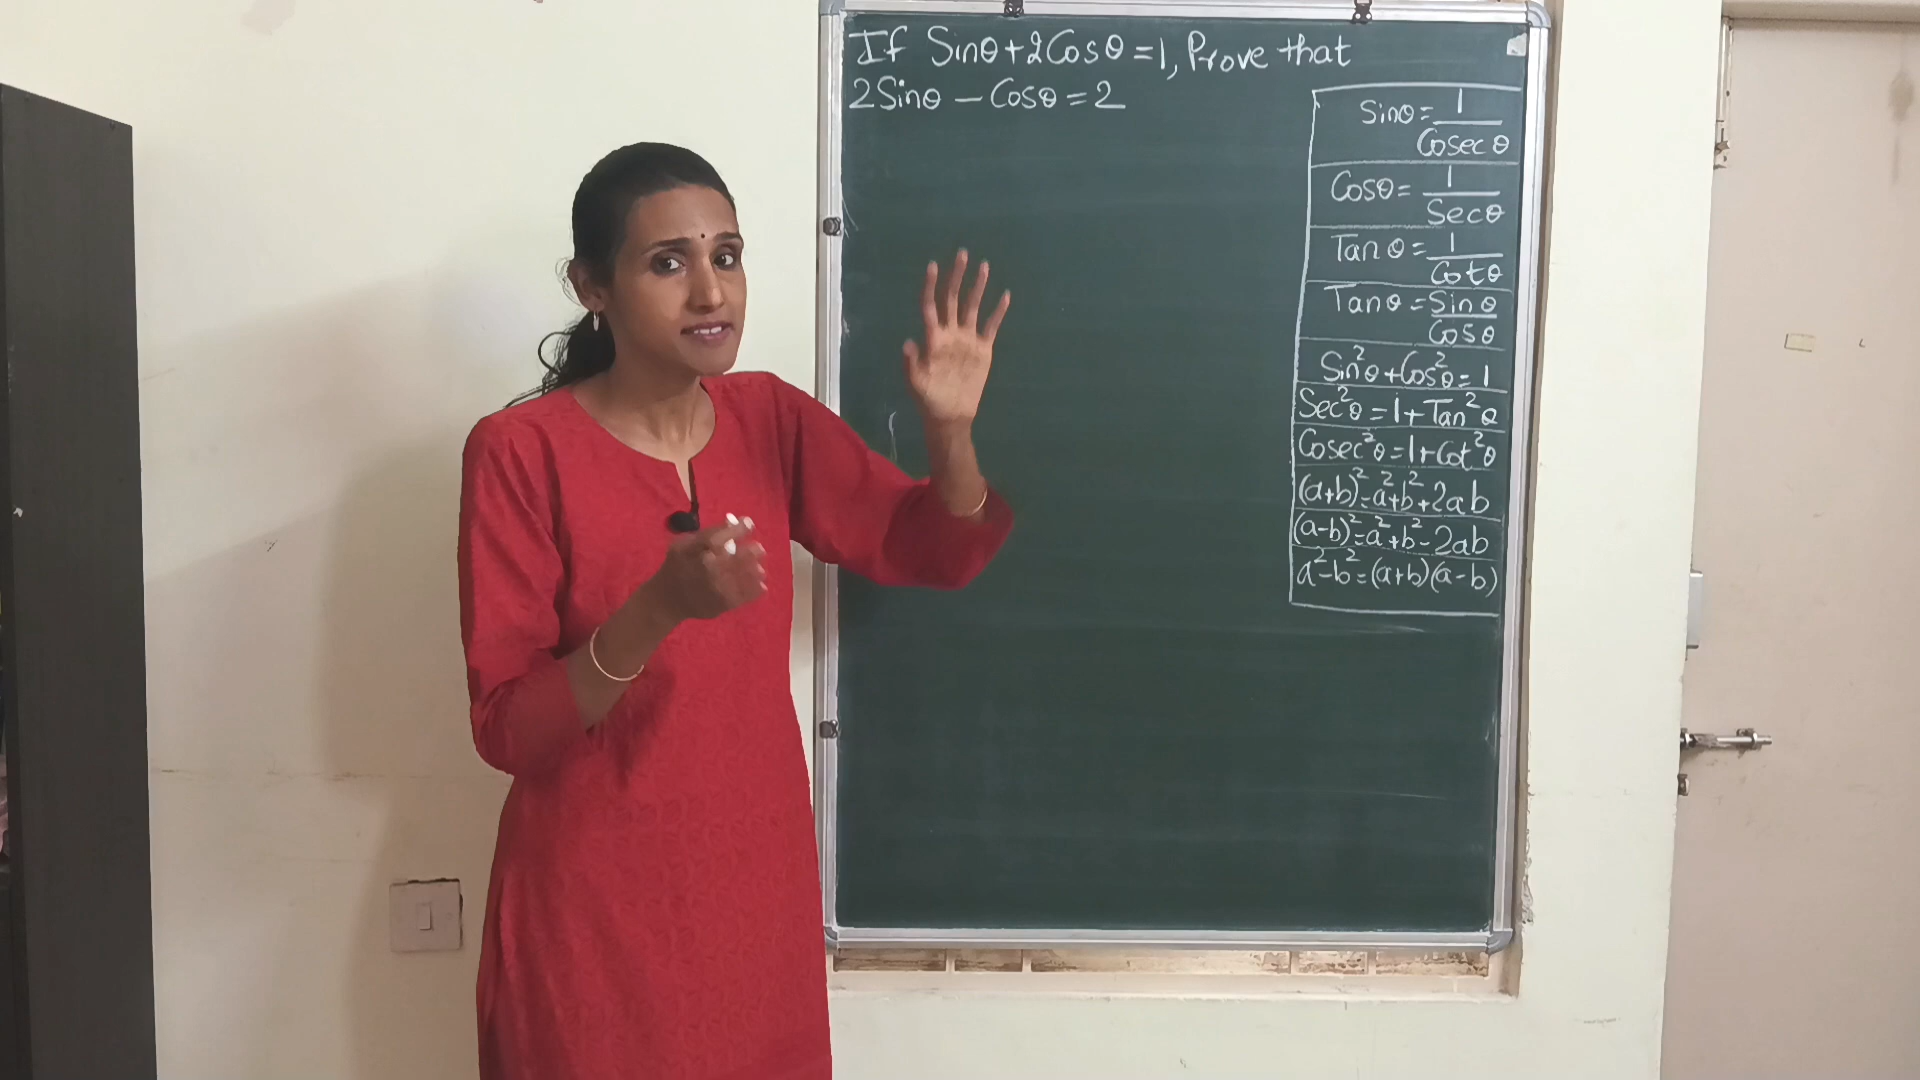 If Sinθ+2Cosθ=1, Prove that
2Sinθ – Cosθ=2
Sinθ=1/Cosecθ
Cosθ=1/Secθ
Tanθ=1/Cotθ
Tanθ=Sinθ/Cosθ
Sin²θ+Cos²θ=1
Sec²θ=1+Tan²θ
Cosec²θ=1+Cot²θ
(a+b)²=a²+b²+2ab
(a-b)²=a²+b²-2ab
a²-b²=(a+b)(a-b)